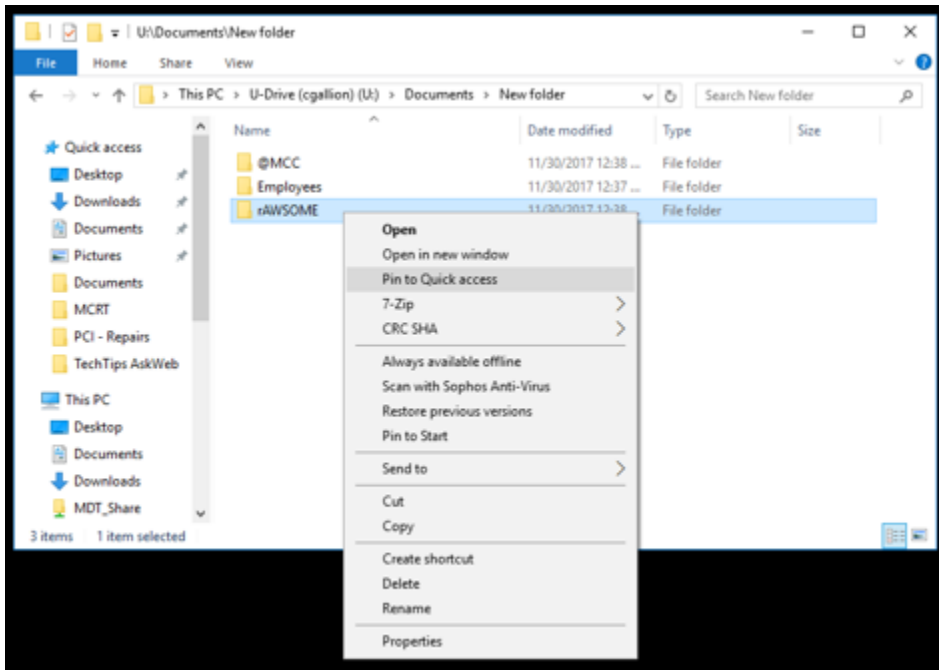 U:\Documents\New folder
File Home Share View
This PC > U-Drive (cgallion) (U:) > Documents > New folder
Search New folder
Name Date modified Type Size
Quick access
Desktop
Downloads
Documents
Pictures
Documents
MCRT
PCI - Repairs
TechTips AskWeb
This PC
Desktop
Documents
Downloads
MDT_Share
@MCC 11/30/2017 12:38 ... File folder
Employees 11/30/2017 12:37 ... File folder
rAWSOME 11/30/2017 12:38 ... File folder
Open
Open in new window
Pin to Quick access
7-Zip
CRC SHA
Always available offline
Scan with Sophos Anti-Virus
Restore previous versions
Pin to Start
Send to
Cut
Copy
Create shortcut
Delete
Rename
Properties
3 items 1 item selected